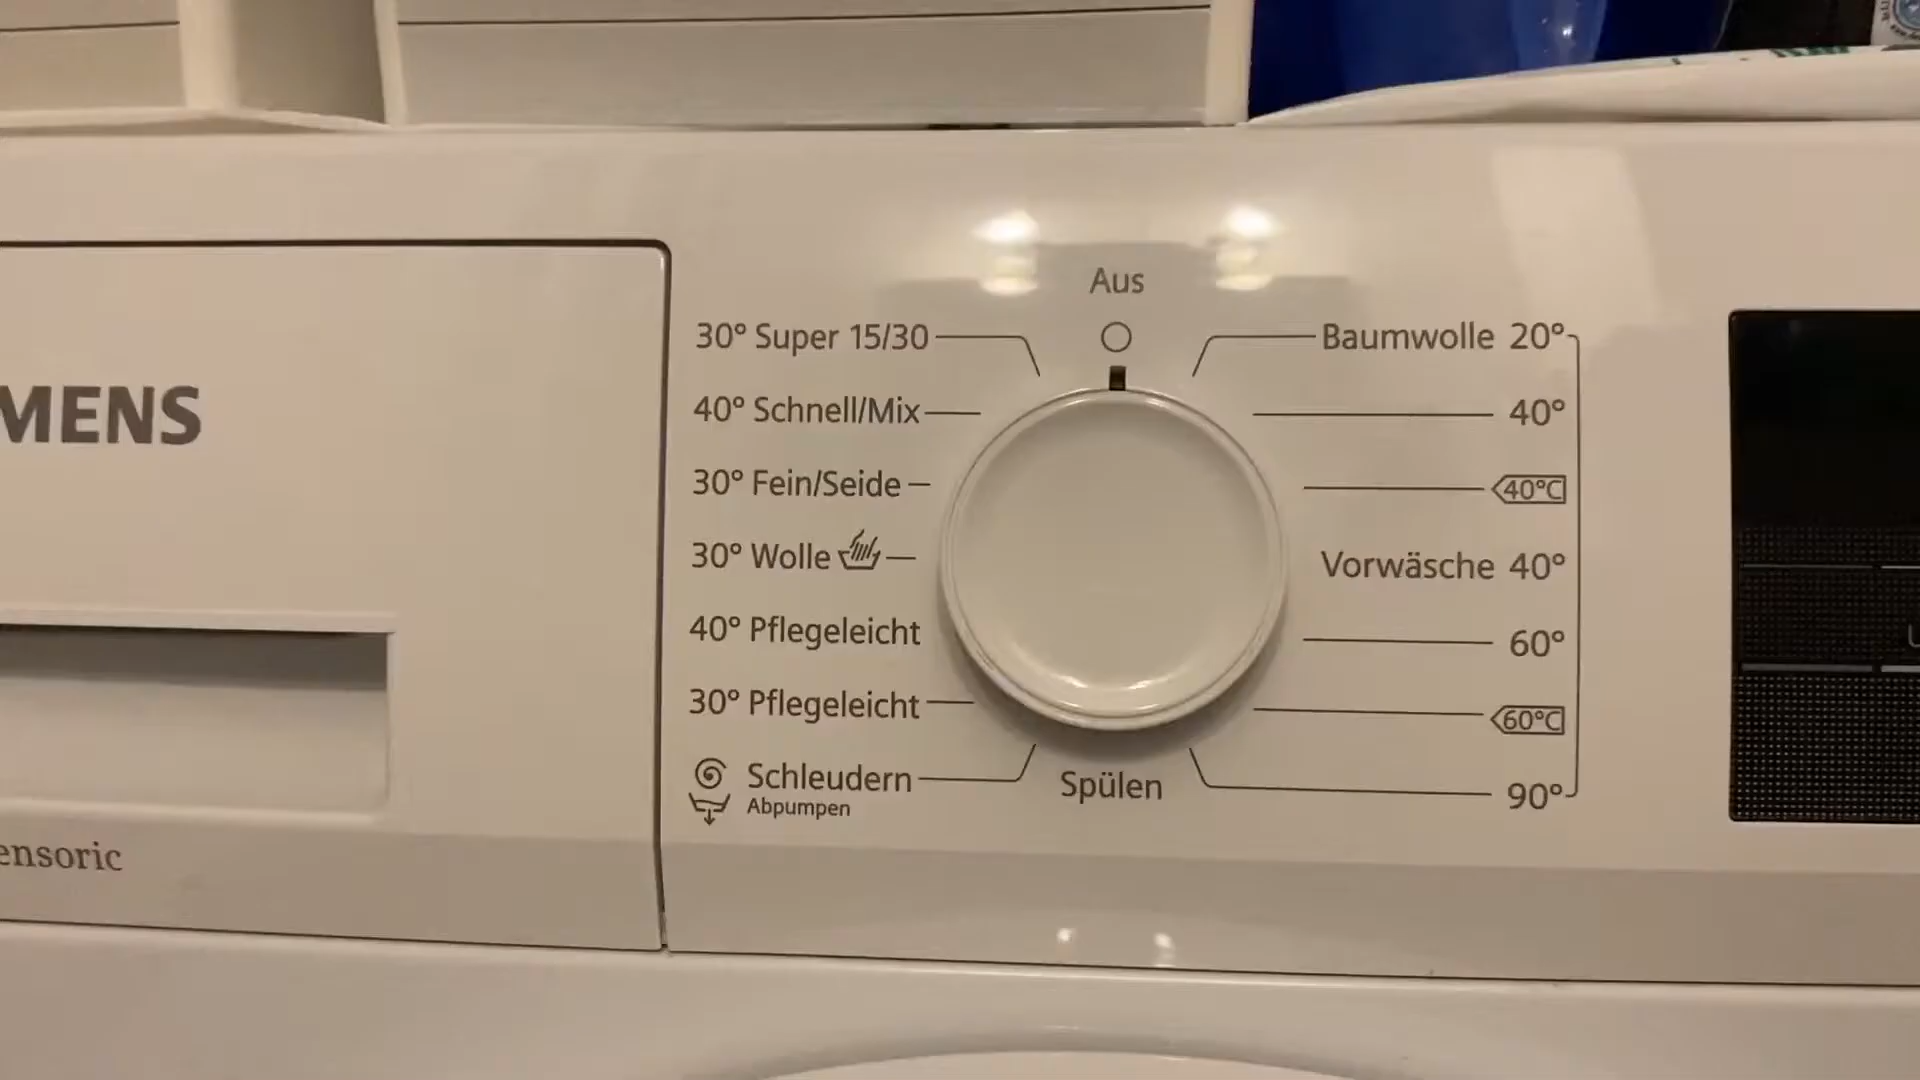 MENS
ensoric
Aus
30° Super 15/30
40° Schnell/Mix
30° Fein/Seide
30° Wolle
40° Pflegeleicht
30° Pflegeleicht
Schleudern
Abpumpen
Spülen
Baumwolle 20°
40°
40°C
Vorwäsche 40°
60°
60°C
90°